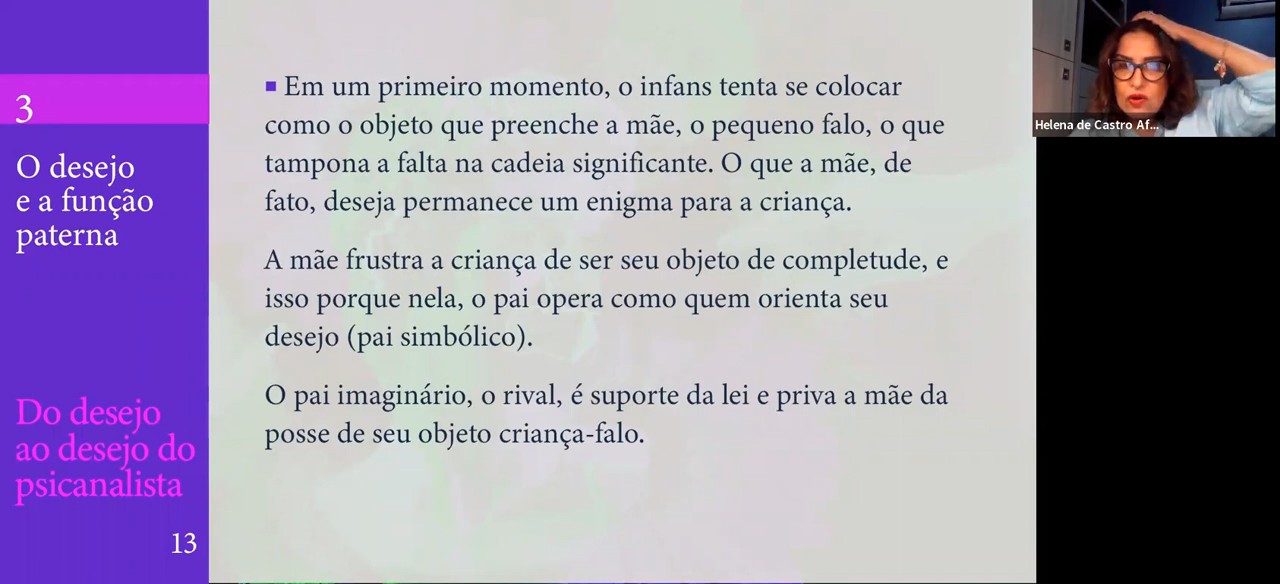 3
O desejo
e a função
paterna
Do desejo
ao desejo do
psicanalista
13
▪ Em um primeiro momento, o infans tenta se colocar
como o objeto que preenche a mãe, o pequeno falo, o que
tampona a falta na cadeia significante. O que a mãe, de
fato, deseja permanece um enigma para a criança.
A mãe frustra a criança de ser seu objeto de completude, e
isso porque nela, o pai opera como quem orienta seu
desejo (pai simbólico).
O pai imaginário, o rival, é suporte da lei e priva a mãe da
posse de seu objeto criança-falo.
Helena de Castro Af...